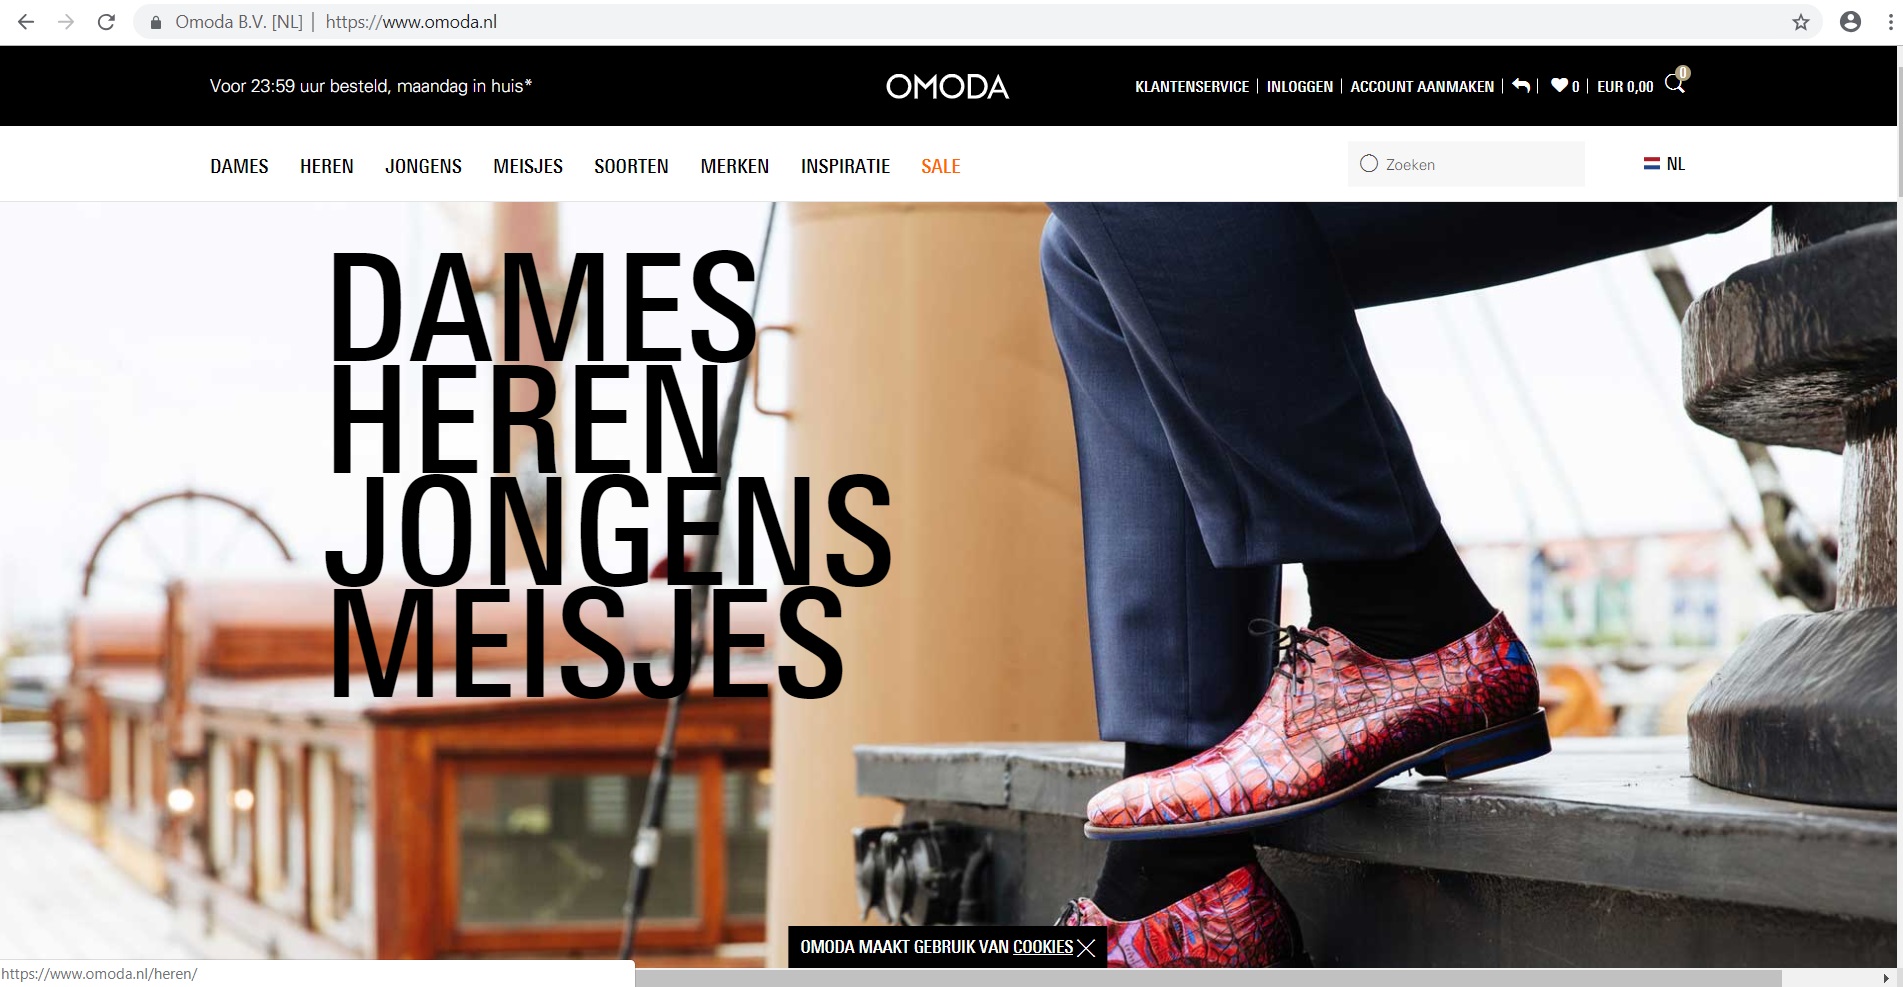 Omoda B.V. [NL] | https://www.omoda.nl
Voor 23:59 uur besteld, maandag in huis*
OMODA
KLANTENSERVICE | INLOGGEN | ACCOUNT AANMAKEN | | 0 | EUR 0,00 0
DAMES HEREN JONGENS MEISJES SOORTEN MERKEN INSPIRATIE SALE
Zoeken
NL
DAMES
HEREN
JONGENS
MEISJES
OMODA MAAKT GEBRUIK VAN COOKIES
https://www.omoda.nl/heren/